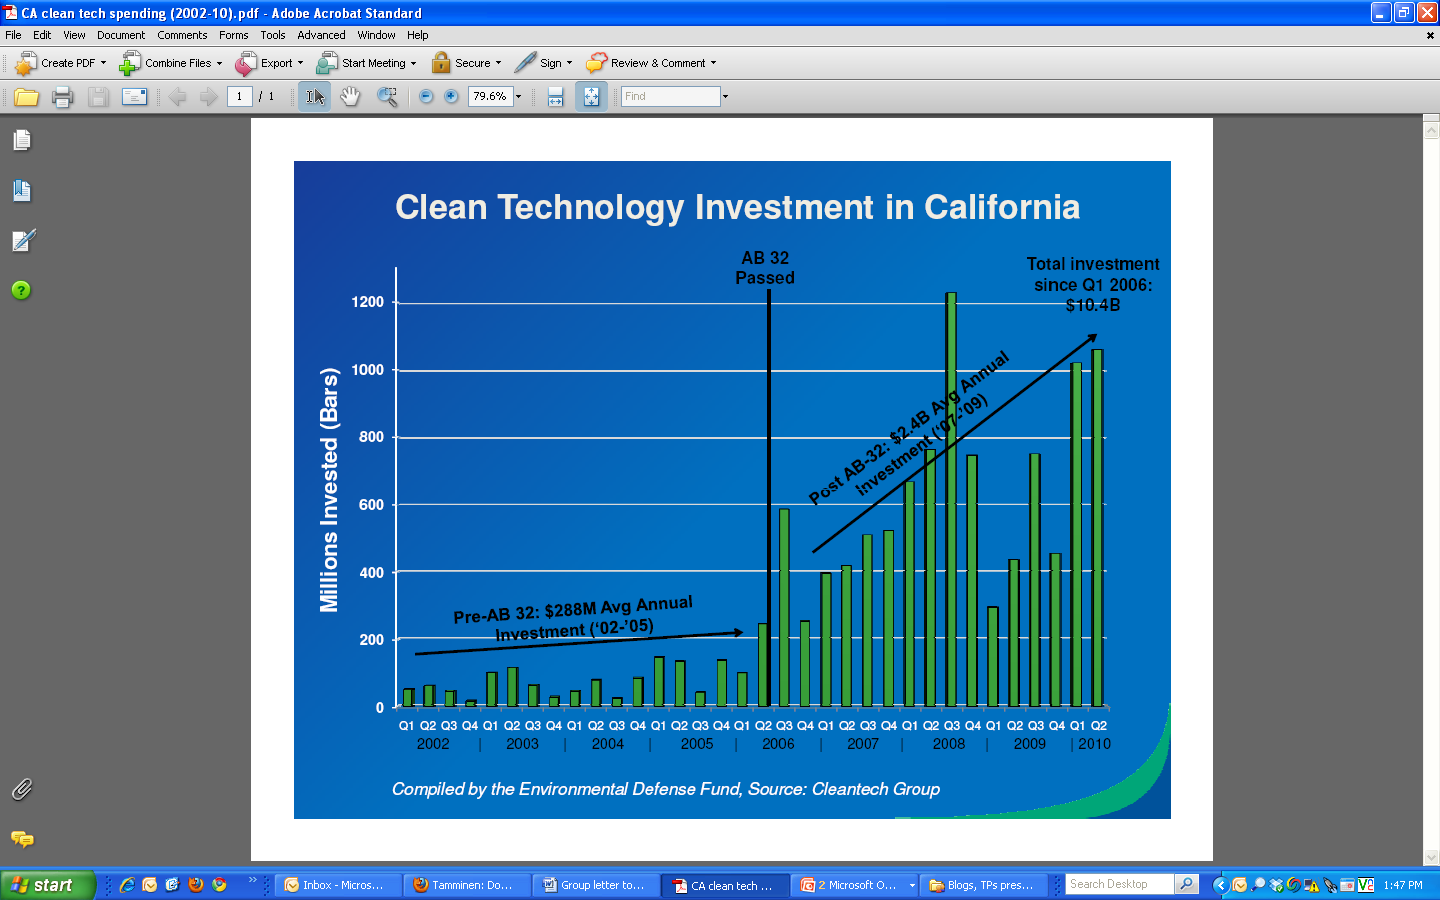 CA clean tech spending (2002-10).pdf - Adobe Acrobat Standard
File Edit View Document Comments Forms Tools Advanced Window Help
Create PDF Combine Files Export Start Meeting Secure Sign Review & Comment
1 / 1 79.6% Find
Clean Technology Investment in California
AB 32
Passed
Total investment
since Q1 2006:
$10.4B
Millions Invested (Bars)
1200
1000
800
600
400
200
0
Post AB-32: $2.4B Avg Annual
Investment ('07-'09)
Pre-AB 32: $288M Avg Annual
Investment ('02-'05)
Q1 Q2 Q3 Q4 Q1 Q2 Q3 Q4 Q1 Q2 Q3 Q4 Q1 Q2 Q3 Q4 Q1 Q2 Q3 Q4 Q1 Q2 Q3 Q4 Q1 Q2 Q3 Q4 Q1 Q2 Q3 Q4 Q1 Q2
2002 | 2003 | 2004 | 2005 | 2006 | 2007 | 2008 | 2009 | 2010
Compiled by the Environmental Defense Fund, Source: Cleantech Group
start Inbox - Micros... Tamminen: Do... Group letter to... CA clean tech ... 2 Microsoft O... Blogs, TPs pres... Search Desktop 1:47 PM